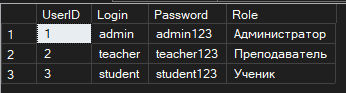 UserID Login Password Role
1 1 admin admin123 Администратор
2 2 teacher teacher123 Преподаватель
3 3 student student123 Ученик